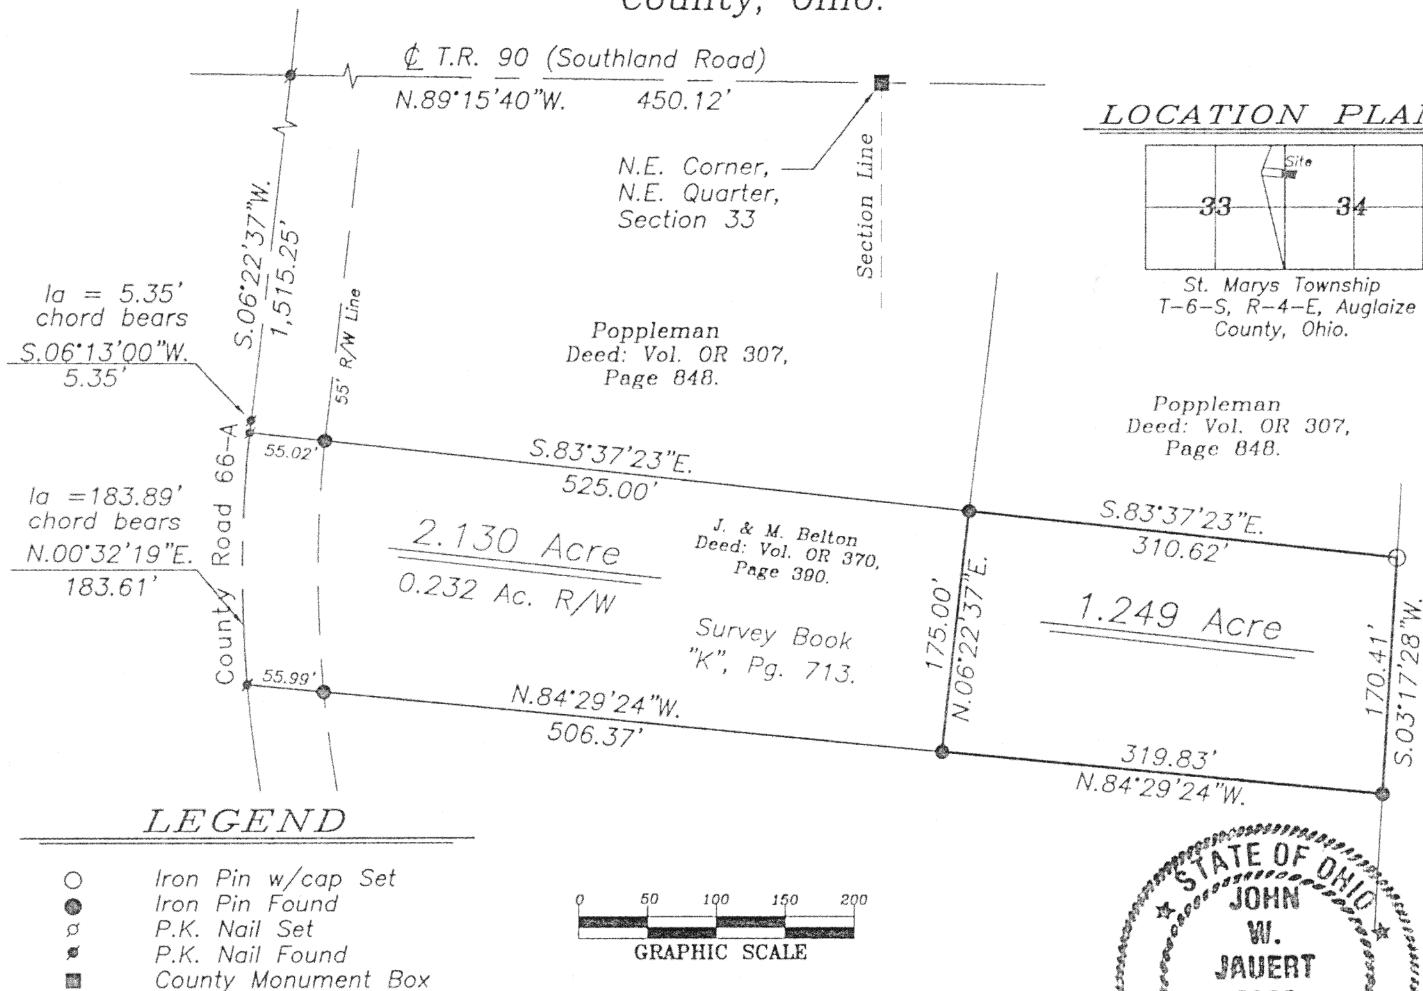 County, Ohio.
℄ T.R. 90 (Southland Road)
N.89°15'40"W. 450.12'
LOCATION PLAN
Site
33
34
St. Marys Township
T-6-S, R-4-E, Auglaize
County, Ohio.
N.E. Corner,
N.E. Quarter,
Section 33
Section Line
S.06°22'37"W.
1,515.25'
55' R/W Line
la = 5.35'
chord bears
S.06°13'00"W.
5.35'
Poppleman
Deed: Vol. OR 307,
Page 848.
Poppleman
Deed: Vol. OR 307,
Page 848.
55.02'
S.83°37'23"E.
525.00'
S.83°37'23"E.
310.62'
la =183.89'
chord bears
N.00°32'19"E.
183.61'
County Road 66-A
2.130 Acre
0.232 Ac. R/W
J. & M. Belton
Deed: Vol. OR 370,
Page 390.
Survey Book
"K", Pg. 713.
175.00'
N.06°22'37"E.
1.249 Acre
170.41'
S.03°17'28"W.
55.99'
N.84°29'24"W.
506.37'
319.83'
N.84°29'24"W.
LEGEND
Iron Pin w/cap Set
Iron Pin Found
P.K. Nail Set
P.K. Nail Found
County Monument Box
0 50 100 150 200
GRAPHIC SCALE
STATE OF OHIO
JOHN
W.
JAUERT